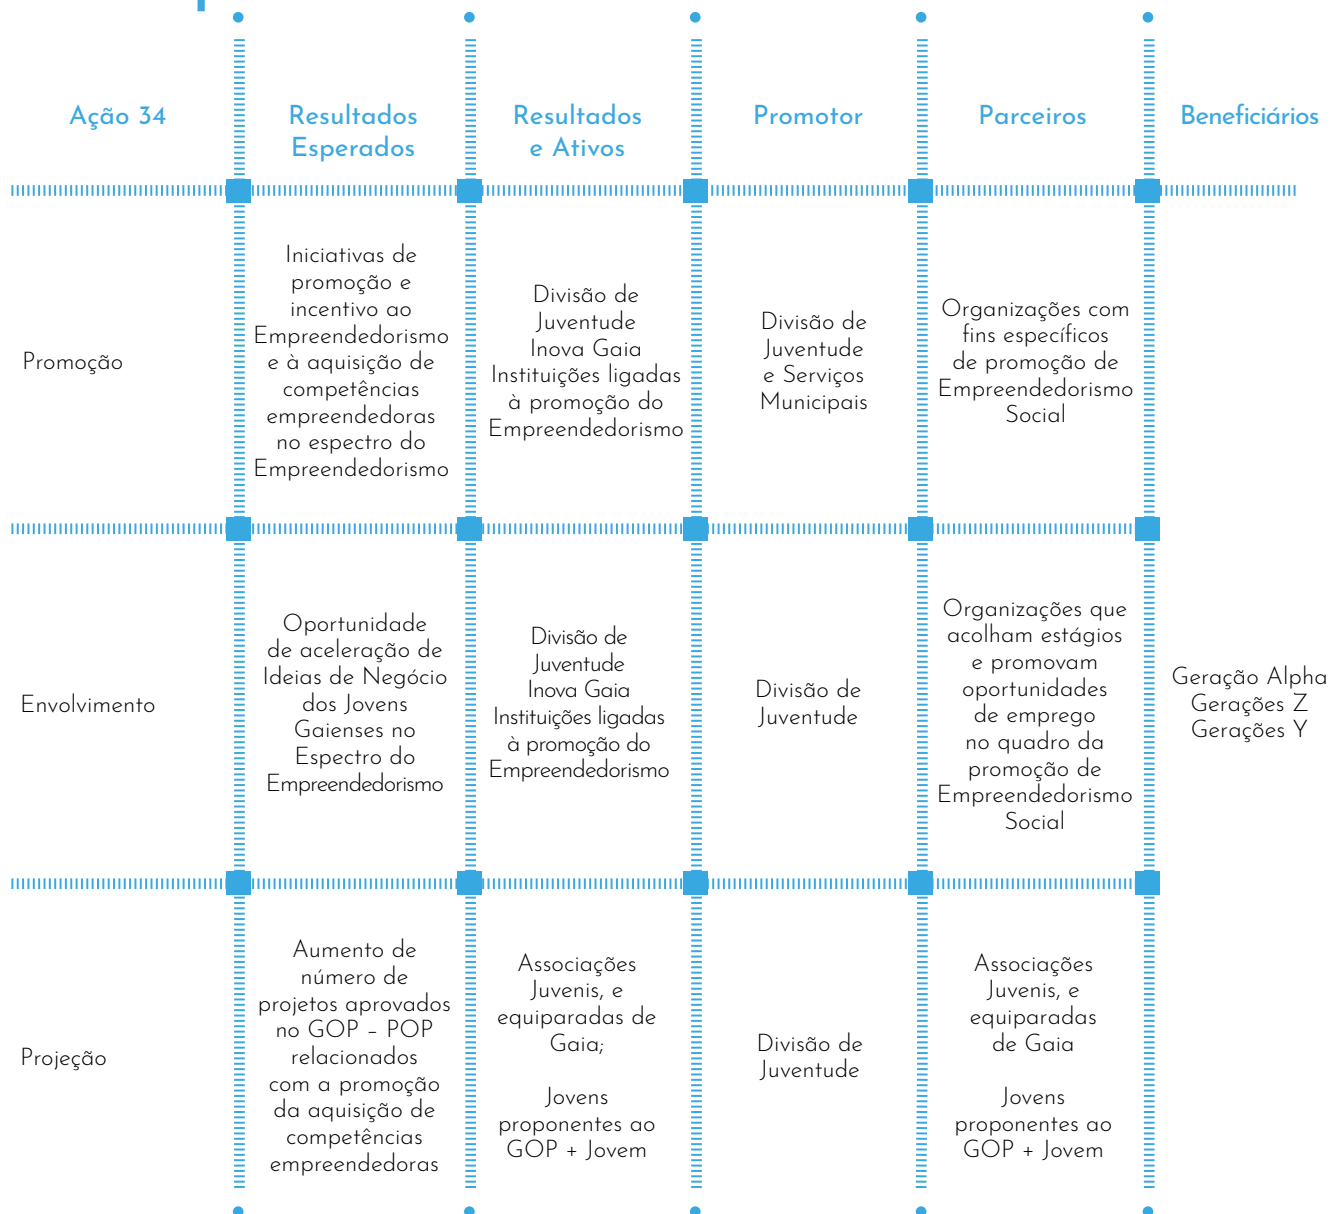 Ação 34
Resultados
Esperados
Resultados
e Ativos
Promotor
Parceiros
Beneficiários
Promoção
Iniciativas de
promoção e
incentivo ao
Empreendedorismo
e à aquisição de
competências
empreendedoras
no espectro do
Empreendedorismo
Divisão de
Juventude
Inova Gaia
Instituições ligadas
à promoção do
Empreendedorismo
Divisão de
Juventude
e Serviços
Municipais
Organizações com
fins específicos
de promoção de
Empreendedorismo
Social
Envolvimento
Oportunidade
de aceleração de
Ideias de Negócio
dos Jovens
Gaienses no
Espectro do
Empreendedorismo
Divisão de
Juventude
Inova Gaia
Instituições ligadas
à promoção do
Empreendedorismo
Divisão de
Juventude
Organizações que
acolham estágios
e promovam
oportunidades
de emprego
no quadro da
promoção de
Empreendedorismo
Social
Geração Alpha
Gerações Z
Gerações Y
Projeção
Aumento de
número de
projetos aprovados
no GOP – POP
relacionados
com a promoção
da aquisição de
competências
empreendedoras
Associações
Juvenis, e
equiparadas de
Gaia;
Jovens
proponentes ao
GOP + Jovem
Divisão de
Juventude
Associações
Juvenis, e
equiparadas
de Gaia
Jovens
proponentes ao
GOP + Jovem